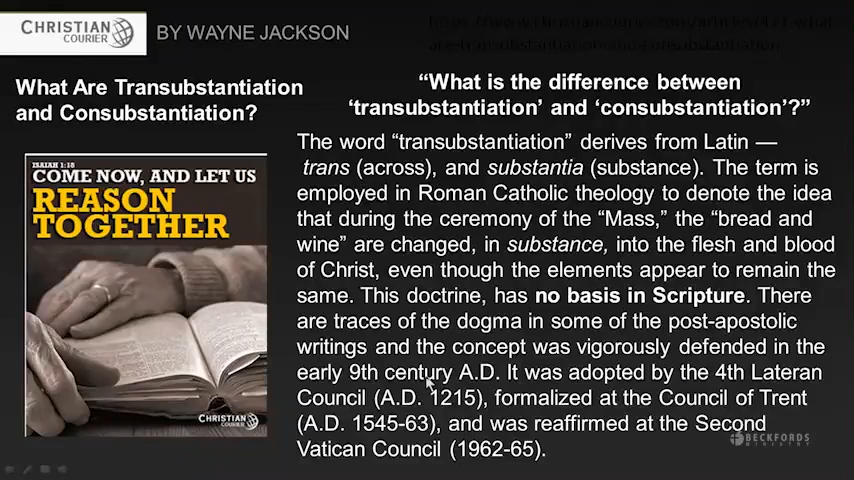 CHRISTIAN
COURIER
BY WAYNE JACKSON
What Are Transubstantiation
and Consubstantiation?
ISAIAH 1:18
COME NOW, AND LET US
REASON
TOGETHER
CHRISTIAN
COURIER
“What is the difference between
‘transubstantiation’ and ‘consubstantiation’?”
The word “transubstantiation” derives from Latin —
trans (across), and substantia (substance). The term is
employed in Roman Catholic theology to denote the idea
that during the ceremony of the “Mass,” the “bread and
wine” are changed, in substance, into the flesh and blood
of Christ, even though the elements appear to remain the
same. This doctrine, has no basis in Scripture. There
are traces of the dogma in some of the post-apostolic
writings and the concept was vigorously defended in the
early 9th century A.D. It was adopted by the 4th Lateran
Council (A.D. 1215), formalized at the Council of Trent
(A.D. 1545-63), and was reaffirmed at the Second
Vatican Council (1962-65).
BECKFORDS
MINISTRY